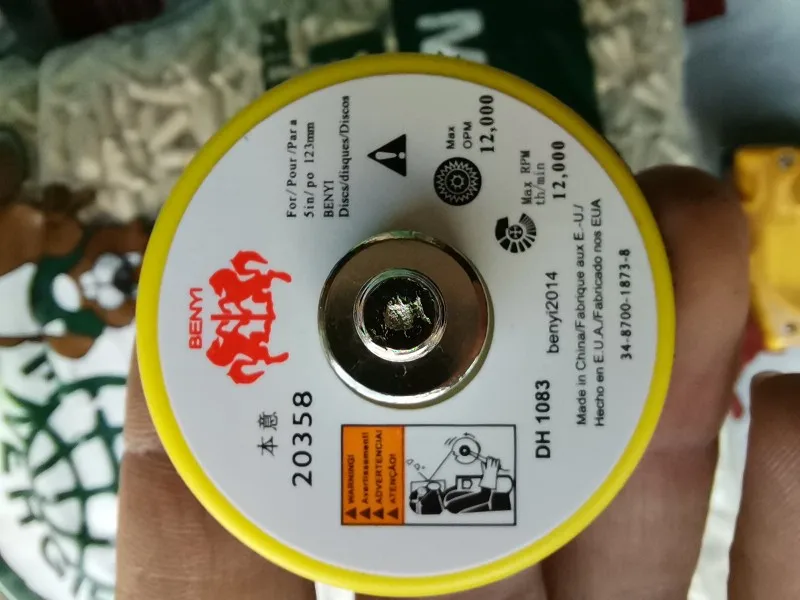 For/Pour/Para
5in/po 123mm
BENYI
Discs/disques/Discos
Max
OPM
12,000
Max RPM
th/min
12,000
BENYI
本意
20358
WARNING!
Avertissement!
ADVERTENCIA!
ATENÇÃO!
DH 1083
benyi2014
Made in China/Fabrique aux E.-U./
Hecho en E.U.A/Fabricado nos EUA
34-8700-1873-8